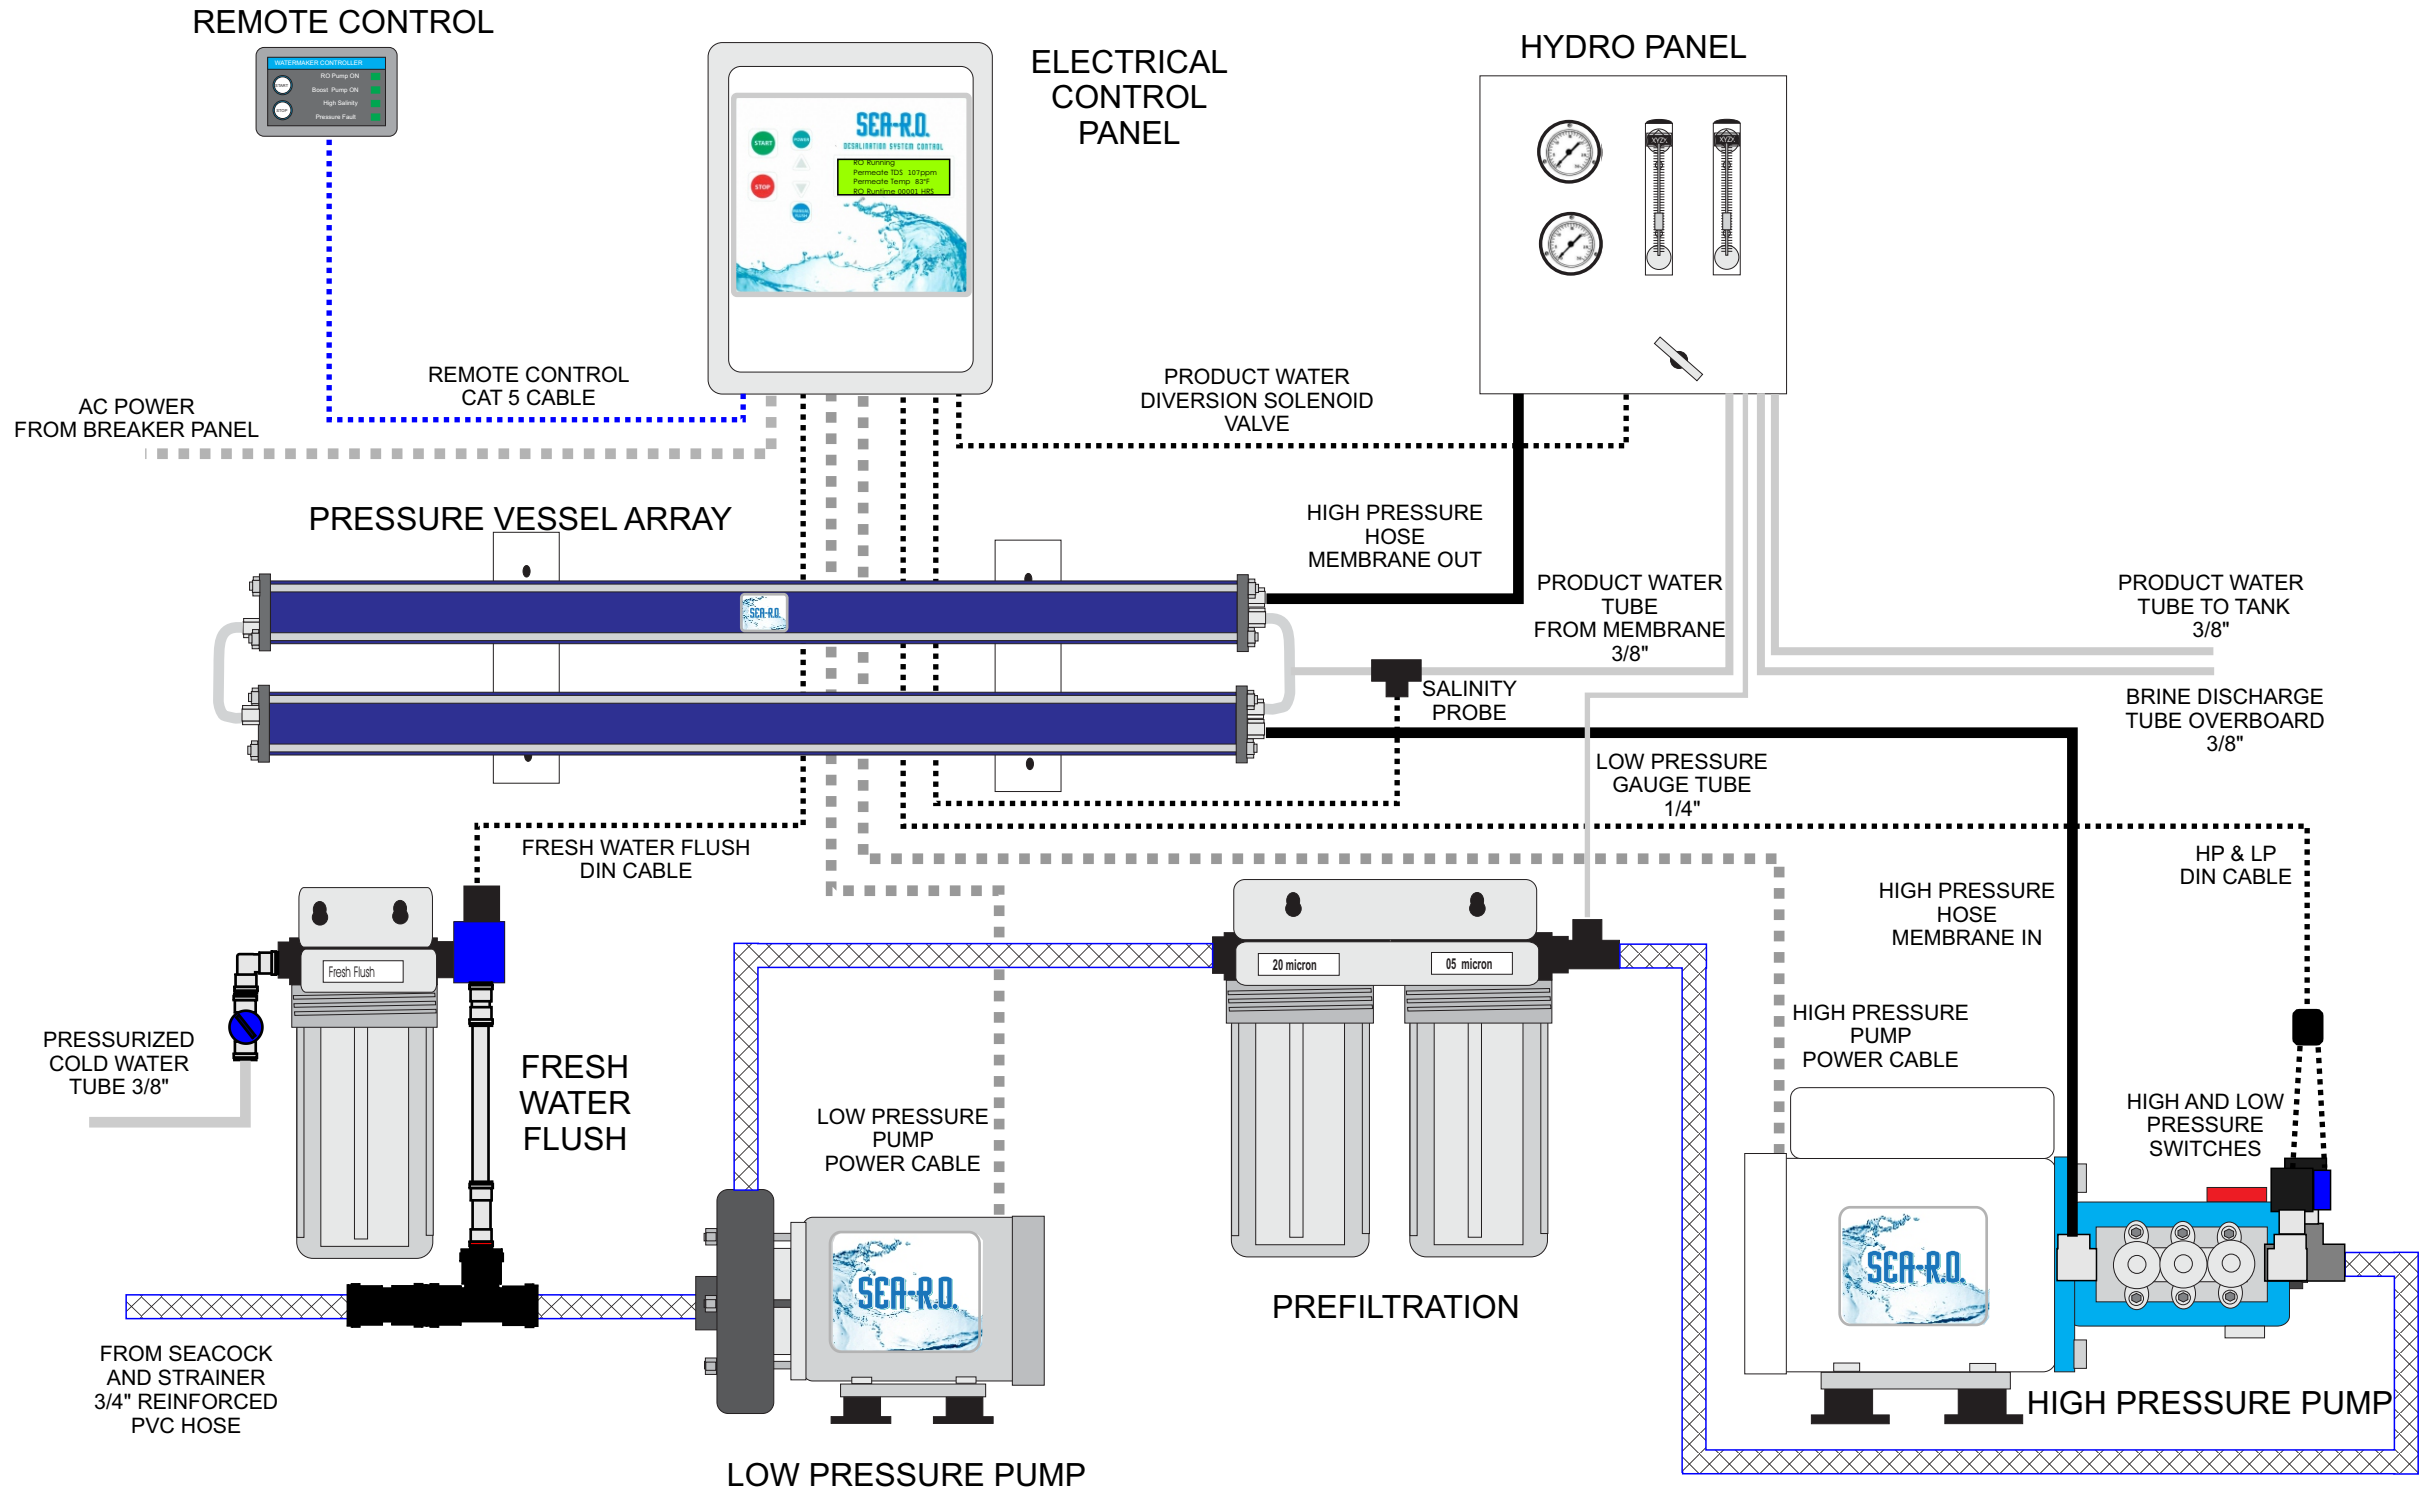 REMOTE CONTROL
WATERMAKER CONTROLLER
RO Pump ON
START
Boost Pump ON
High Salinity
STOP
Pressure Fault
ELECTRICAL
CONTROL
PANEL
SEA-R.O.
DESALINATION SYSTEM CONTROL
START
POWER
STOP
RO Running
Permeate TDS 107ppm
Permeate Temp 83°F
RO Runtime 00001 HRS
HYDRO PANEL
REMOTE CONTROL
CAT 5 CABLE
AC POWER
FROM BREAKER PANEL
PRODUCT WATER
DIVERSION SOLENOID
VALVE
PRESSURE VESSEL ARRAY
SEA-R.O.
HIGH PRESSURE
HOSE
MEMBRANE OUT
PRODUCT WATER
TUBE
FROM MEMBRANE
3/8"
PRODUCT WATER
TUBE TO TANK
3/8"
SALINITY
PROBE
BRINE DISCHARGE
TUBE OVERBOARD
3/8"
LOW PRESSURE
GAUGE TUBE
1/4"
FRESH WATER FLUSH
DIN CABLE
HP & LP
DIN CABLE
HIGH PRESSURE
HOSE
MEMBRANE IN
Fresh Flush
20 micron
05 micron
PRESSURIZED
COLD WATER
TUBE 3/8"
FRESH
WATER
FLUSH
HIGH PRESSURE
PUMP
POWER CABLE
LOW PRESSURE
PUMP
POWER CABLE
HIGH AND LOW
PRESSURE
SWITCHES
SEA-R.O.
SEA-R.O.
PREFILTRATION
FROM SEACOCK
AND STRAINER
3/4" REINFORCED
PVC HOSE
HIGH PRESSURE PUMP
LOW PRESSURE PUMP